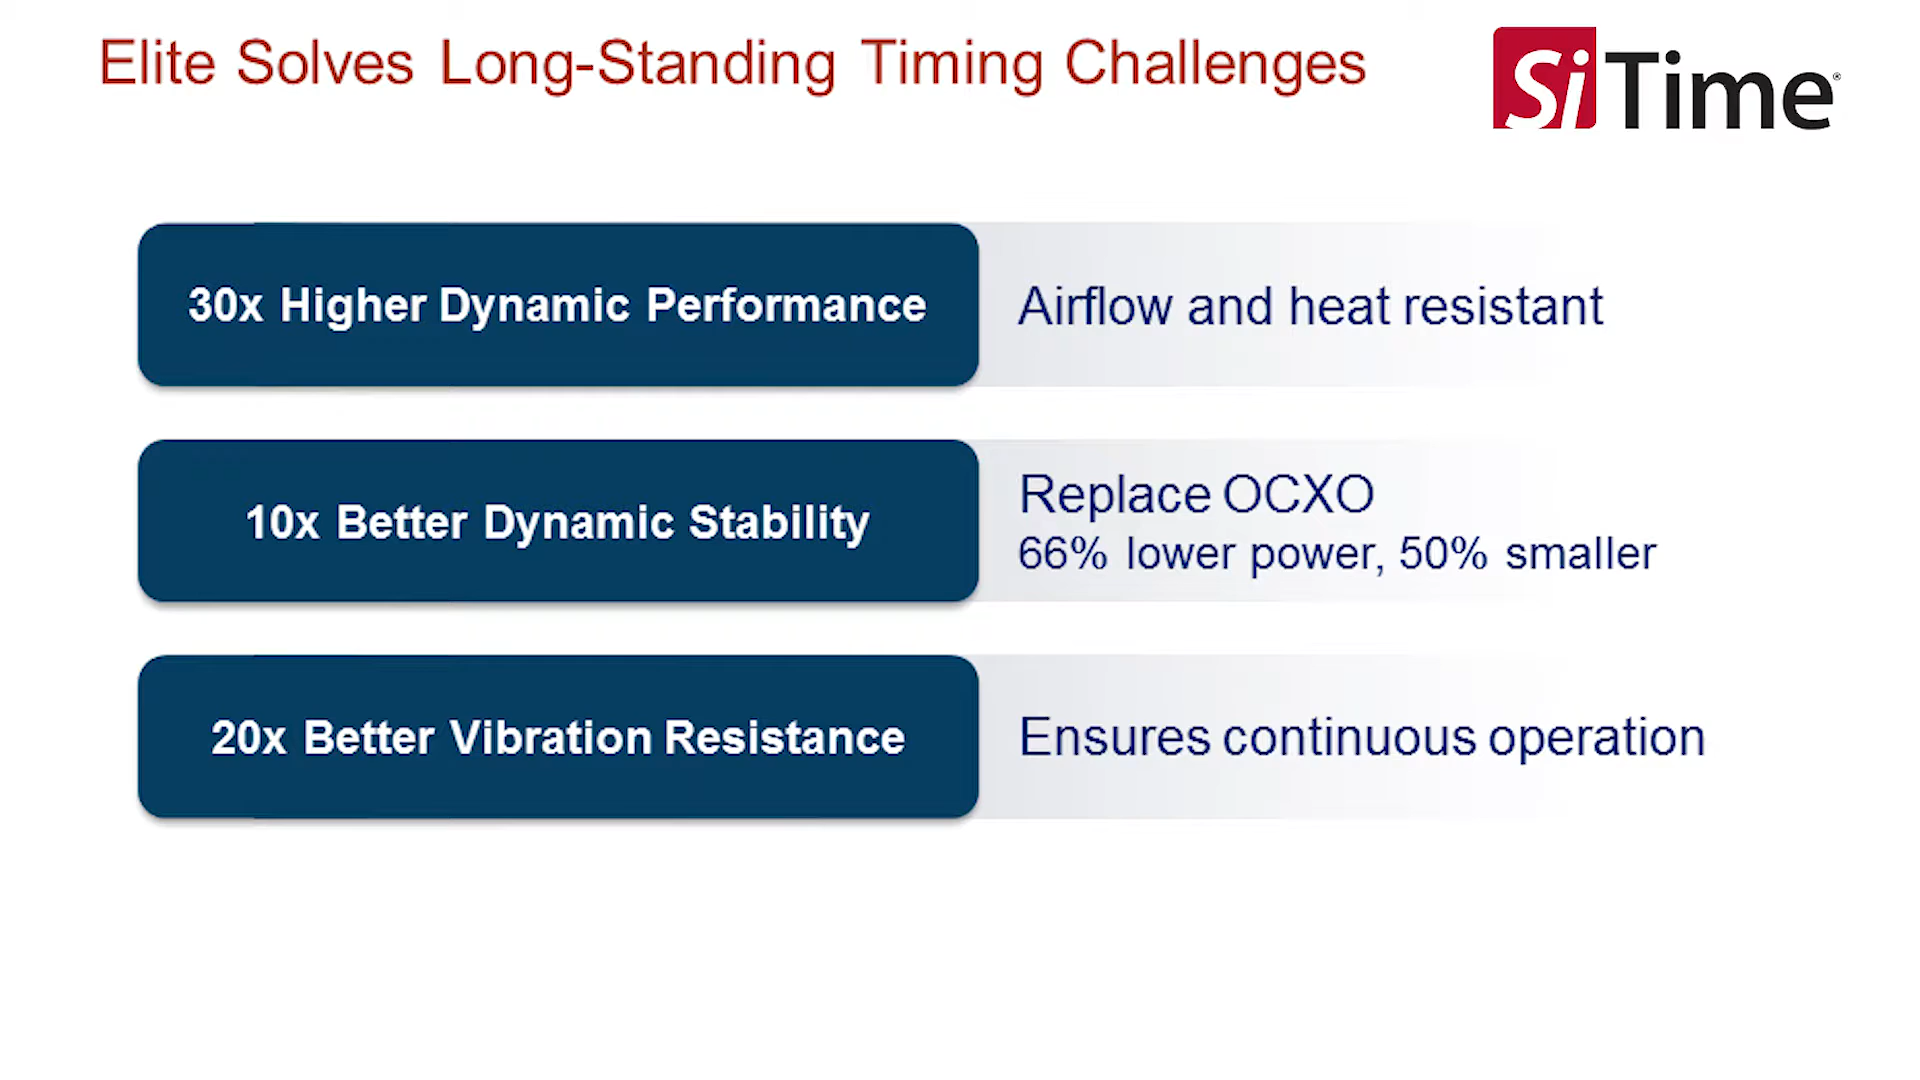 Elite Solves Long-Standing Timing Challenges
SiTime®
30x Higher Dynamic Performance
Airflow and heat resistant
10x Better Dynamic Stability
Replace OCXO
66% lower power, 50% smaller
20x Better Vibration Resistance
Ensures continuous operation